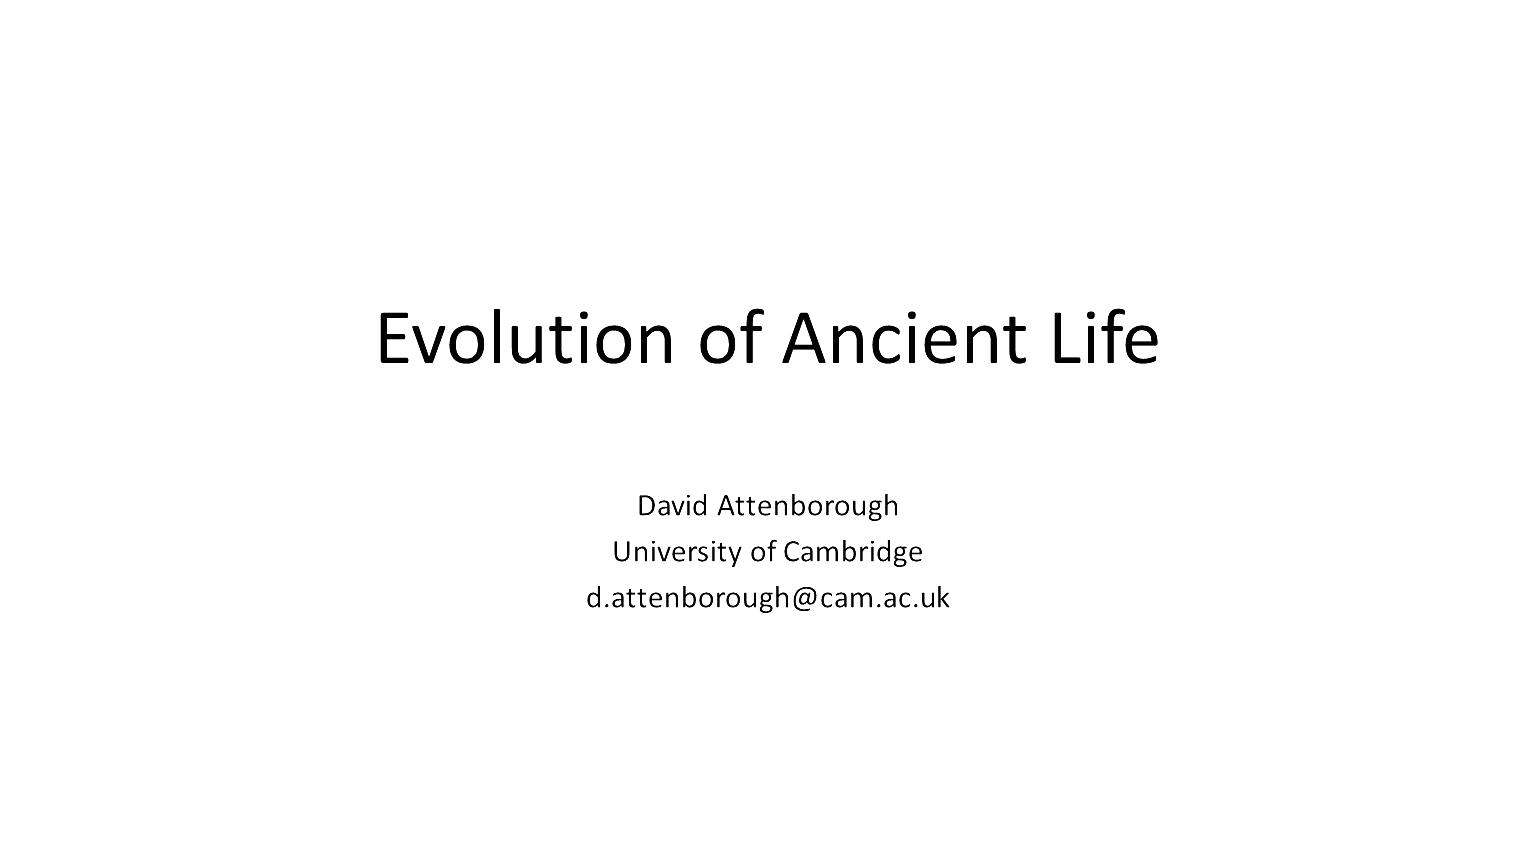 Evolution of Ancient Life
David Attenborough
University of Cambridge
d.attenborough@cam.ac.uk